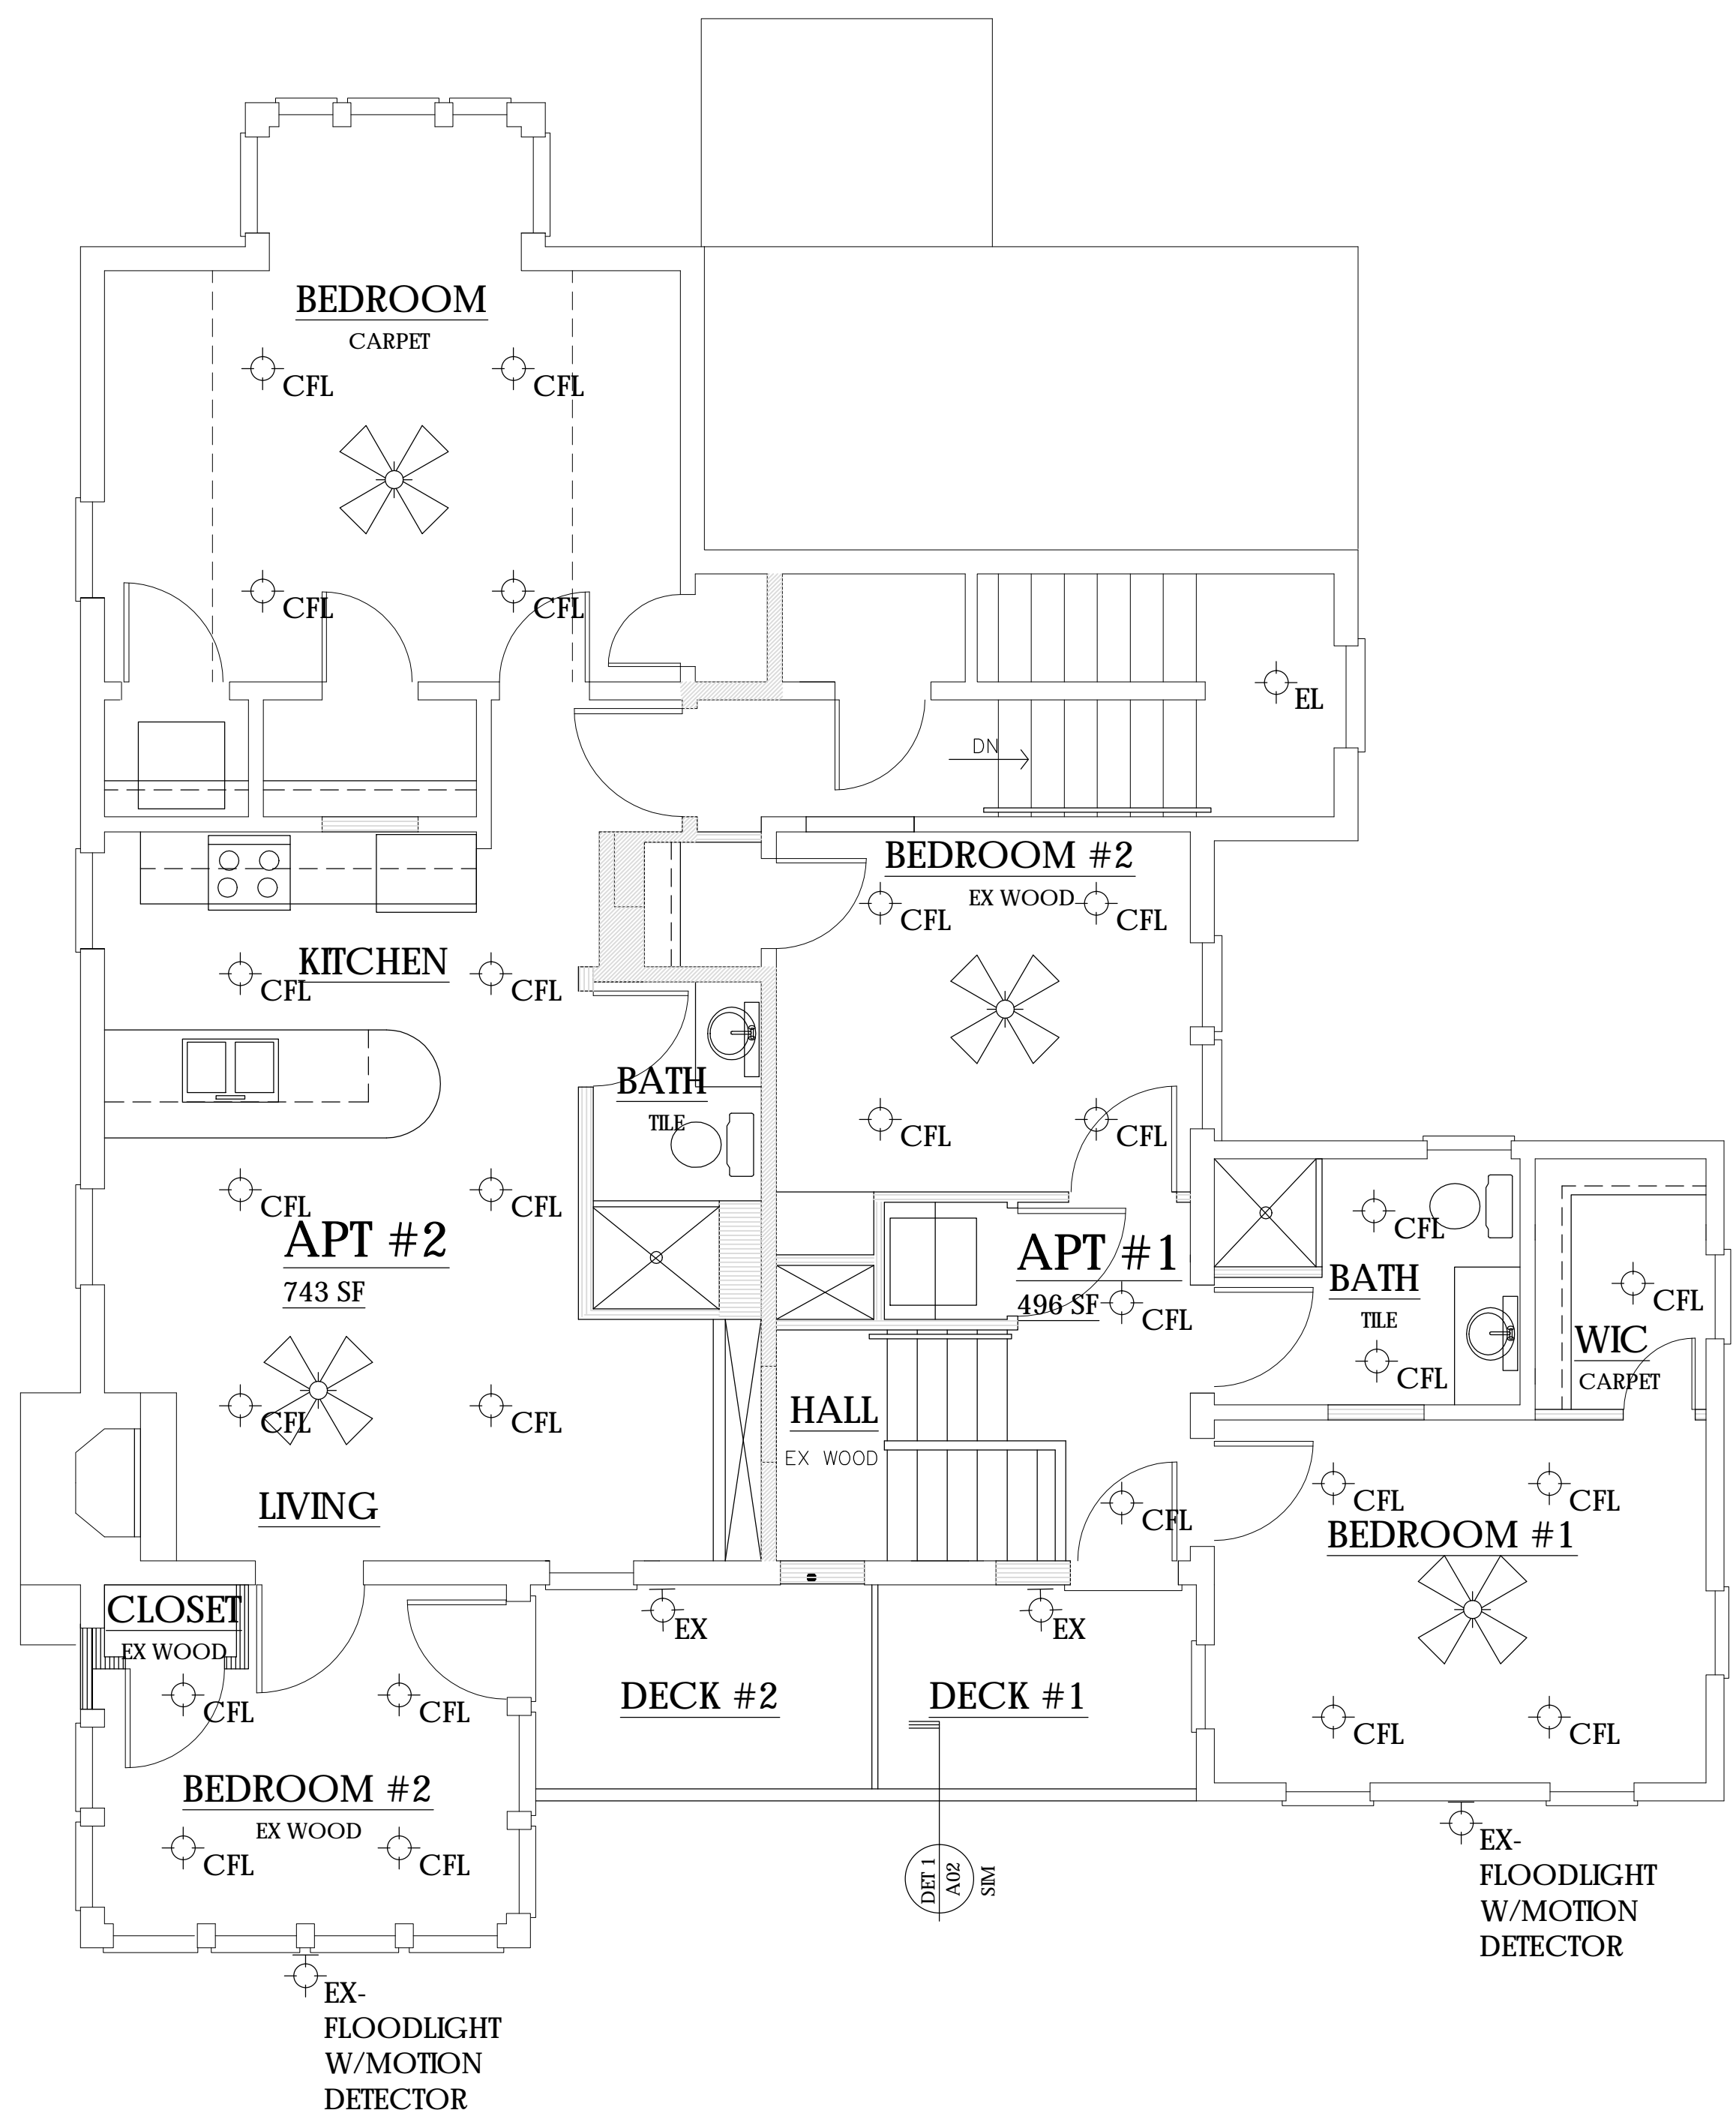 BEDROOM
CARPET
CFL
CFL
CFL
CFL
EL
DN
BEDROOM #2
EX WOOD
CFL
CFL
KITCHEN
CFL
CFL
BATH
TILE
CFL
CFL
CFL
CFL
APT #2
743 SF
APT #1
496 SF
CFL
CFL
BATH
TILE
CFL
CFL
WIC
CARPET
CFL
CFL
HALL
EX WOOD
LIVING
CFL
CFL
CFL
BEDROOM #1
CLOSET
EX WOOD
EX
EX
CFL
CFL
DECK #2
DECK #1
CFL
CFL
BEDROOM #2
EX WOOD
CFL
CFL
DET 1
A02
SIM
EX-
FLOODLIGHT
W/MOTION
DETECTOR
EX-
FLOODLIGHT
W/MOTION
DETECTOR